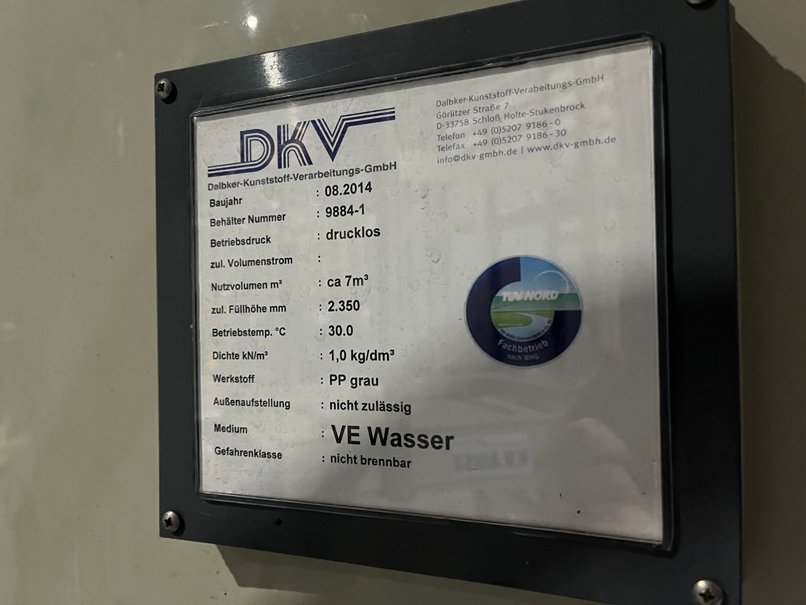 DKV
Dalbker-Kunststoff-Verarbeitungs-GmbH
Dalbker-Kunststoff-Verabeitungs-GmbH
Görlitzer Straße 7
D-33758 Schloß Holte-Stukenbrock
Telefon +49 (0)5207 9186-0
Telefax +49 (0)5207 9186-30
info@dkv-gmbh.de | www.dkv-gmbh.de
Baujahr : 08.2014
Behälter Nummer : 9884-1
Betriebsdruck : drucklos
zul. Volumenstrom :
Nutzvolumen m³ : ca 7m³
zul. Füllhöhe mm : 2.350
Betriebstemp. °C : 30.0
Dichte kN/m³ : 1,0 kg/dm³
Werkstoff : PP grau
Außenaufstellung : nicht zulässig
Medium : VE Wasser
Gefahrenklasse : nicht brennbar
TÜV NORD
Fachbetrieb
nach WHG